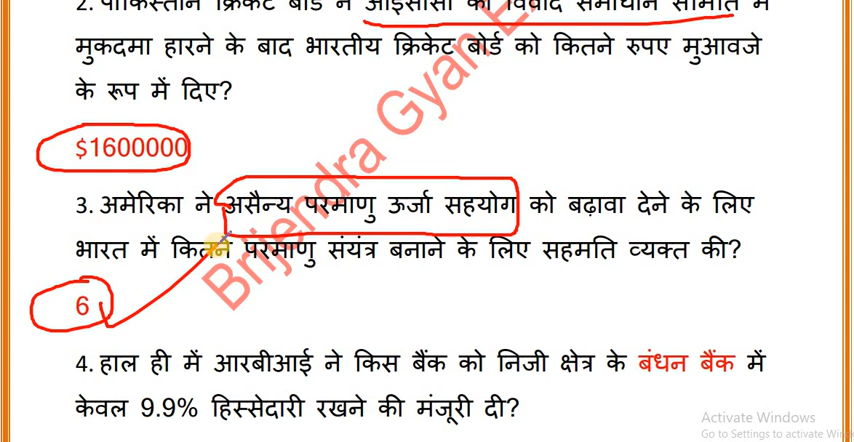 2. पाकिस्तान क्रिकेट बोर्ड ने आईसीसी की विवाद समाधान समिति में
मुकदमा हारने के बाद भारतीय क्रिकेट बोर्ड को कितने रुपए मुआवजे
के रूप में दिए?
$1600000
3. अमेरिका ने असैन्य परमाणु ऊर्जा सहयोग को बढ़ावा देने के लिए
भारत में कितने परमाणु संयंत्र बनाने के लिए सहमति व्यक्त की?
6
4. हाल ही में आरबीआई ने किस बैंक को निजी क्षेत्र के बंधन बैंक में
केवल 9.9% हिस्सेदारी रखने की मंजूरी दी?
Brijendra Gyan
Activate Windows
Go to Settings to activate